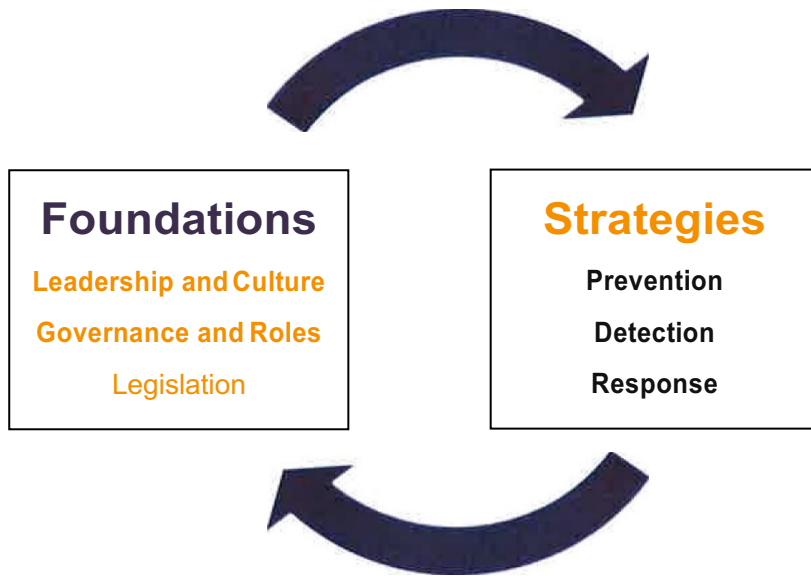 Foundations
Leadership and Culture
Governance and Roles
Legislation
Strategies
Prevention
Detection
Response